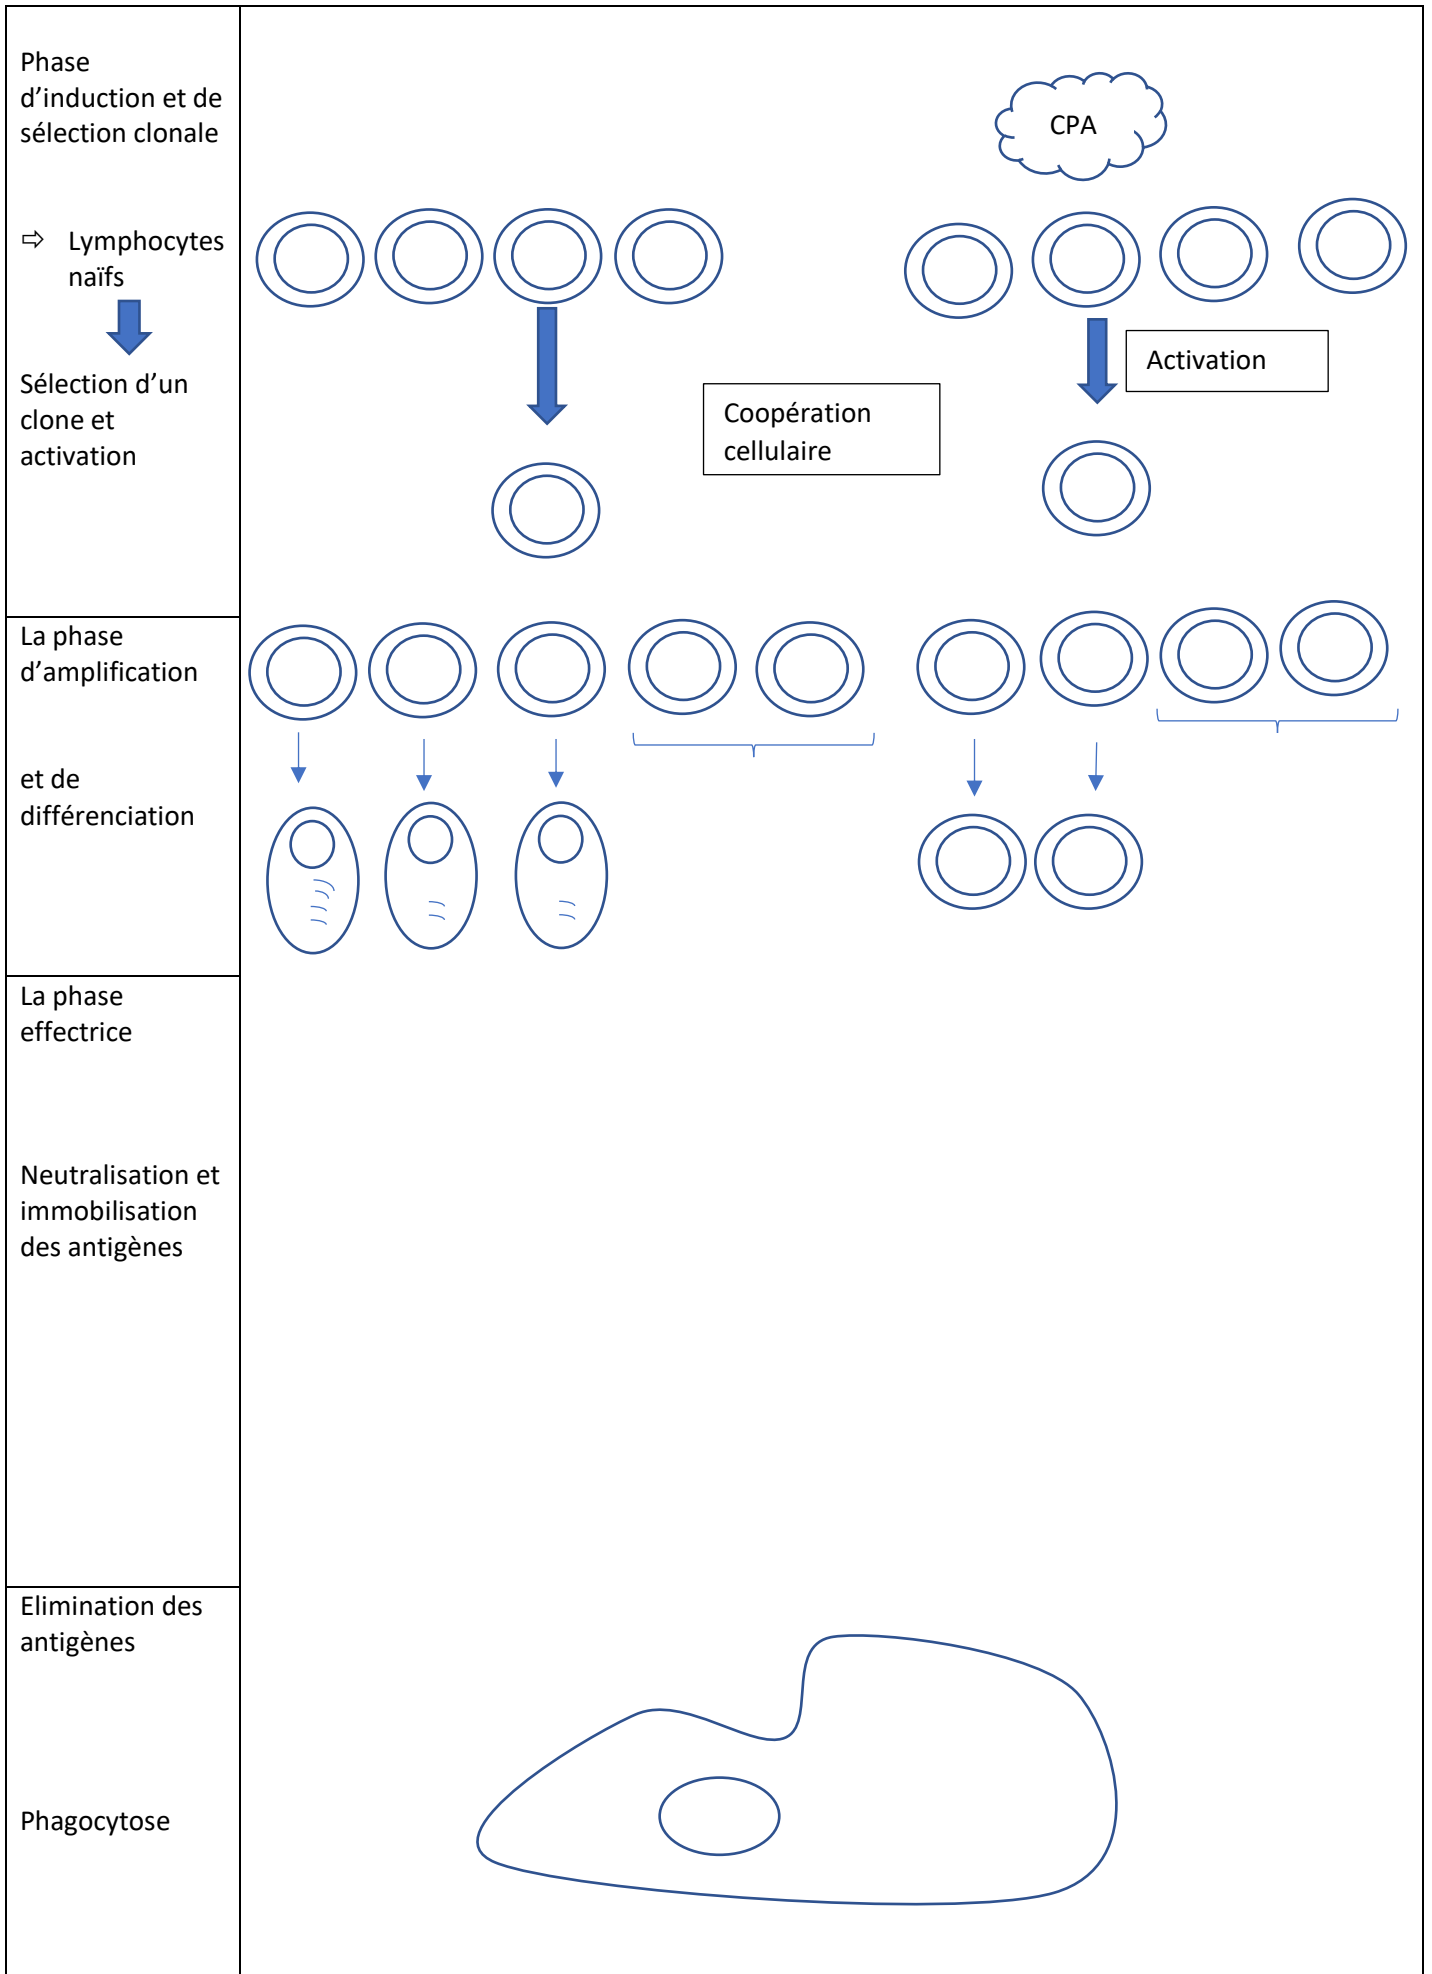 Phase
d’induction et de
sélection clonale
CPA
⇨ Lymphocytes
naïfs
Activation
Sélection d’un
clone et
activation
Coopération
cellulaire
La phase
d’amplification
et de
différenciation
La phase
effectrice
Neutralisation et
immobilisation
des antigènes
Elimination des
antigènes
Phagocytose